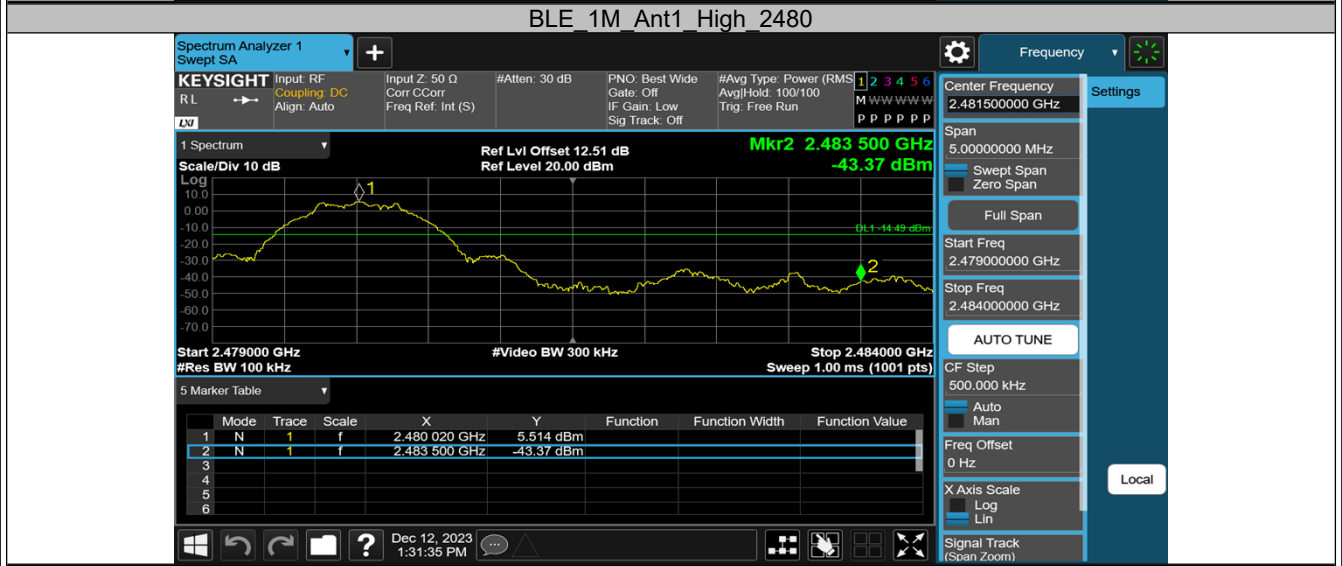 BLE_1M_Ant1_High_2480
Spectrum Analyzer 1
Swept SA
Frequency
KEYSIGHT
RL
LXI
Input: RF
Coupling: DC
Align: Auto
Input Z: 50 Ω
Corr CCorr
Freq Ref: Int (S)
#Atten: 30 dB
PNO: Best Wide
Gate: Off
IF Gain: Low
Sig Track: Off
#Avg Type: Power (RMS
Avg|Hold: 100/100
Trig: Free Run
1 2 3 4 5 6
M W W W W W
P P P P P P
1 Spectrum
Scale/Div 10 dB
Ref Lvl Offset 12.51 dB
Ref Level 20.00 dBm
Mkr2 2.483 500 GHz
-43.37 dBm
Log
10.0
0.00
-10.0
-20.0
-30.0
-40.0
-50.0
-60.0
-70.0
1
DL1 -14.49 dBm
2
Start 2.479000 GHz
#Video BW 300 kHz
Stop 2.484000 GHz
#Res BW 100 kHz
Sweep 1.00 ms (1001 pts)
5 Marker Table
Mode Trace Scale X Y Function Function Width Function Value
1 N 1 f 2.480 020 GHz 5.514 dBm
2 N 1 f 2.483 500 GHz -43.37 dBm
3
4
5
6
Dec 12, 2023
1:31:35 PM
Center Frequency
2.481500000 GHz
Settings
Span
5.00000000 MHz
Swept Span
Zero Span
Full Span
Start Freq
2.479000000 GHz
Stop Freq
2.484000000 GHz
AUTO TUNE
CF Step
500.000 kHz
Auto
Man
Freq Offset
0 Hz
X Axis Scale
Log
Lin
Signal Track
(Span Zoom)
Local